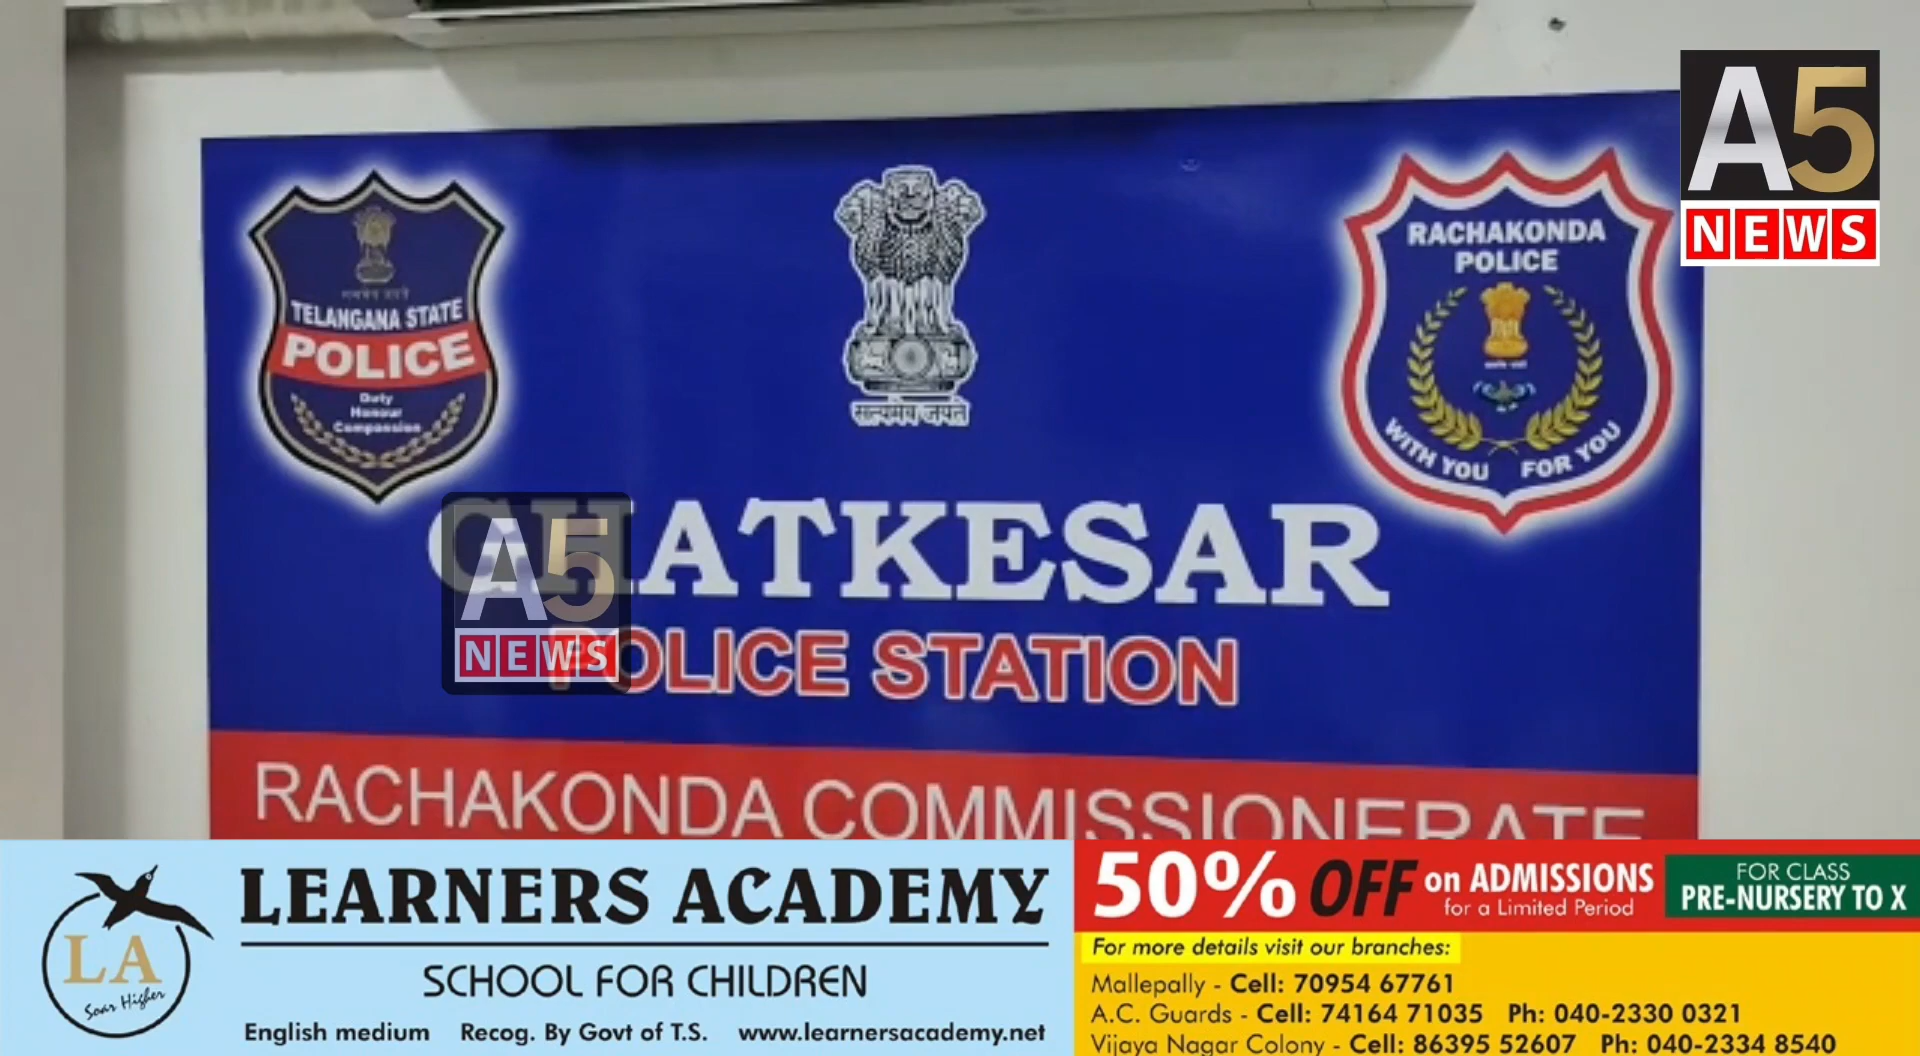 A5
NEWS
TELANGANA STATE
POLICE
Duty
Honour
Compassion
सत्यमेव जयते
RACHAKONDA
POLICE
WITH YOU FOR YOU
GHATKESAR
POLICE STATION
A5
NEWS
RACHAKONDA COMMISSIONERATE
LA
Soar Higher
LEARNERS ACADEMY
SCHOOL FOR CHILDREN
English medium Recog. By Govt of T.S. www.learnersacademy.net
50% OFF on ADMISSIONS
for a Limited Period
FOR CLASS
PRE-NURSERY TO X
For more details visit our branches:
Mallepally - Cell: 70954 67761
A.C. Guards - Cell: 74164 71035 Ph: 040-2330 0321
Vijaya Nagar Colony - Cell: 86395 52607 Ph: 040-2334 8540